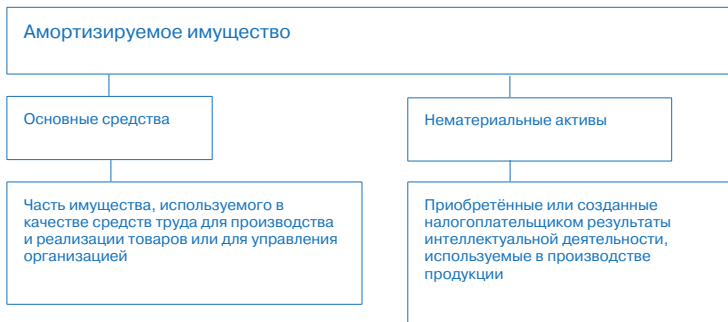 Амортизируемое имущество
Основные средства
Нематериальные активы
Часть имущества, используемого в
качестве средств труда для производства
и реализации товаров или для управления
организацией
Приобретённые или созданные
налогоплательщиком результаты
интеллектуальной деятельности,
используемые в производстве
продукции